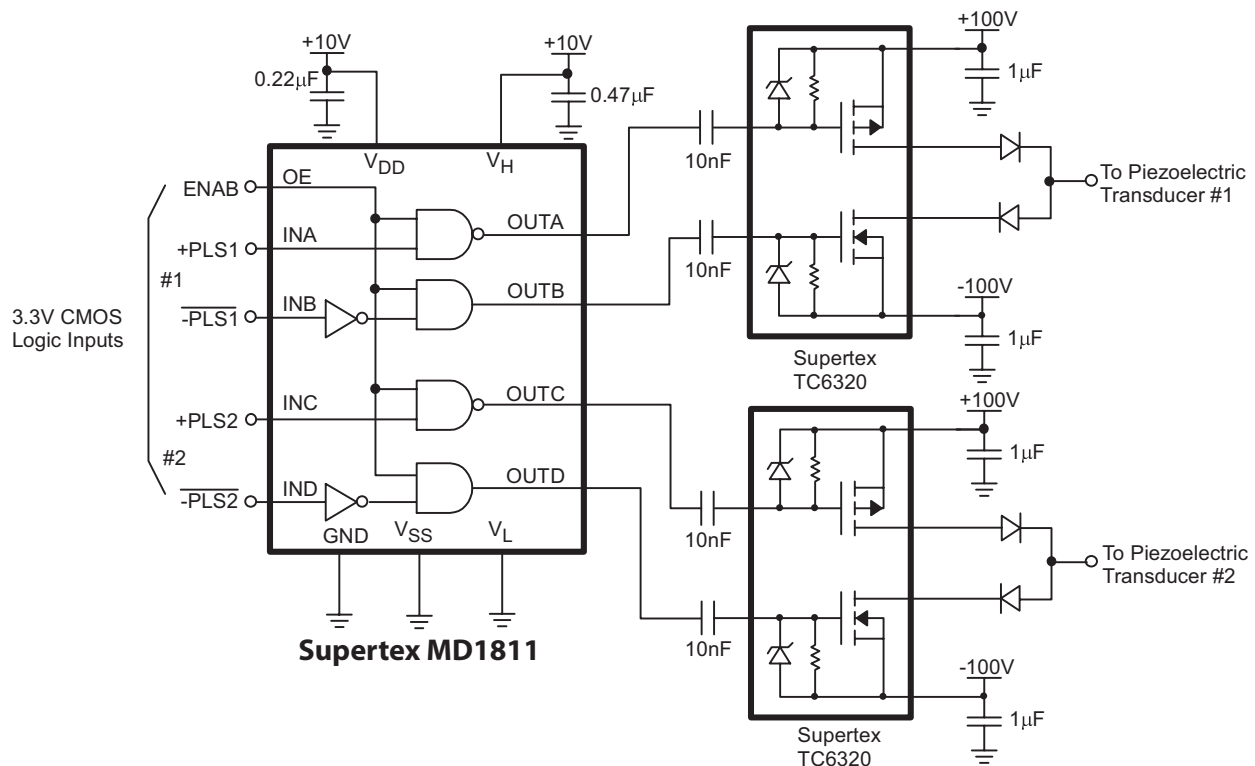 +10V
0.22μF
+10V
0.47μF
VDD
VH
ENAB
OE
+PLS1
INA
#1
-PLS1
INB
3.3V CMOS
Logic Inputs
+PLS2
INC
#2
-PLS2
IND
OUTA
OUTB
OUTC
OUTD
GND
VSS
VL
Supertex MD1811
10nF
10nF
10nF
10nF
+100V
1μF
To Piezoelectric
Transducer #1
-100V
1μF
Supertex
TC6320
+100V
1μF
To Piezoelectric
Transducer #2
-100V
1μF
Supertex
TC6320